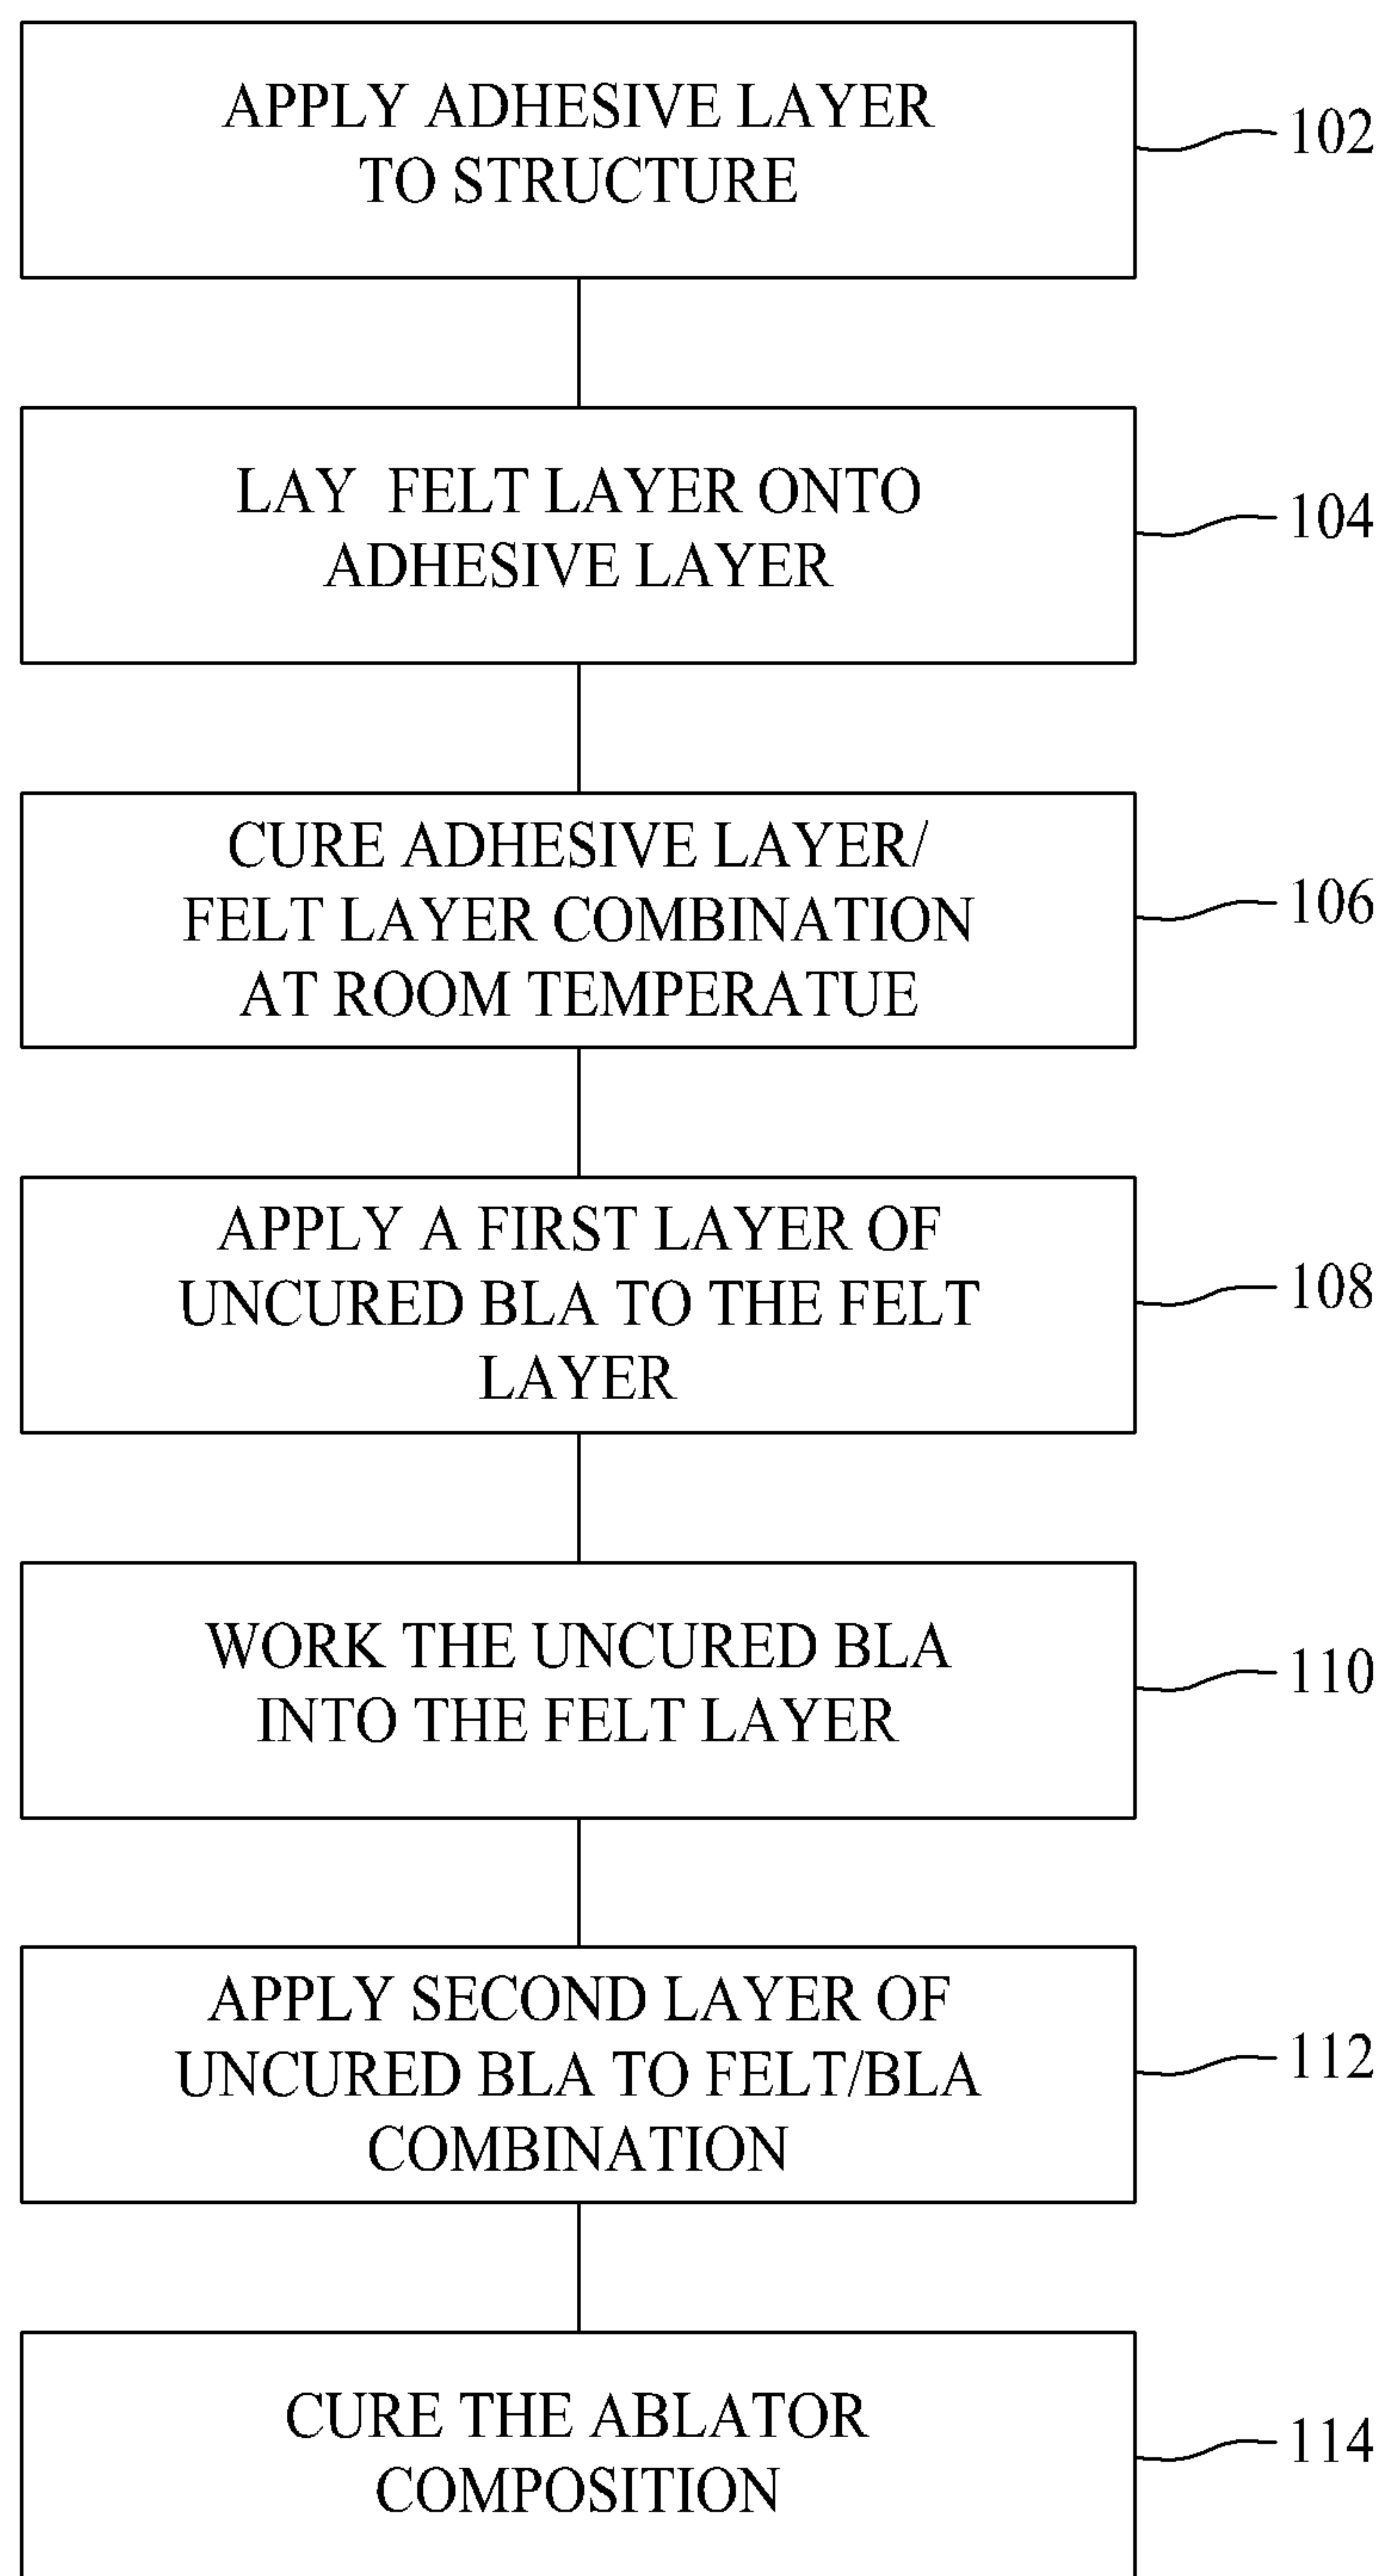 APPLY ADHESIVE LAYER
TO STRUCTURE
102
LAY FELT LAYER ONTO
ADHESIVE LAYER
104
CURE ADHESIVE LAYER/
FELT LAYER COMBINATION
AT ROOM TEMPERATUE
106
APPLY A FIRST LAYER OF
UNCURED BLA TO THE FELT
LAYER
108
WORK THE UNCURED BLA
INTO THE FELT LAYER
110
APPLY SECOND LAYER OF
UNCURED BLA TO FELT/BLA
COMBINATION
112
CURE THE ABLATOR
COMPOSITION
114